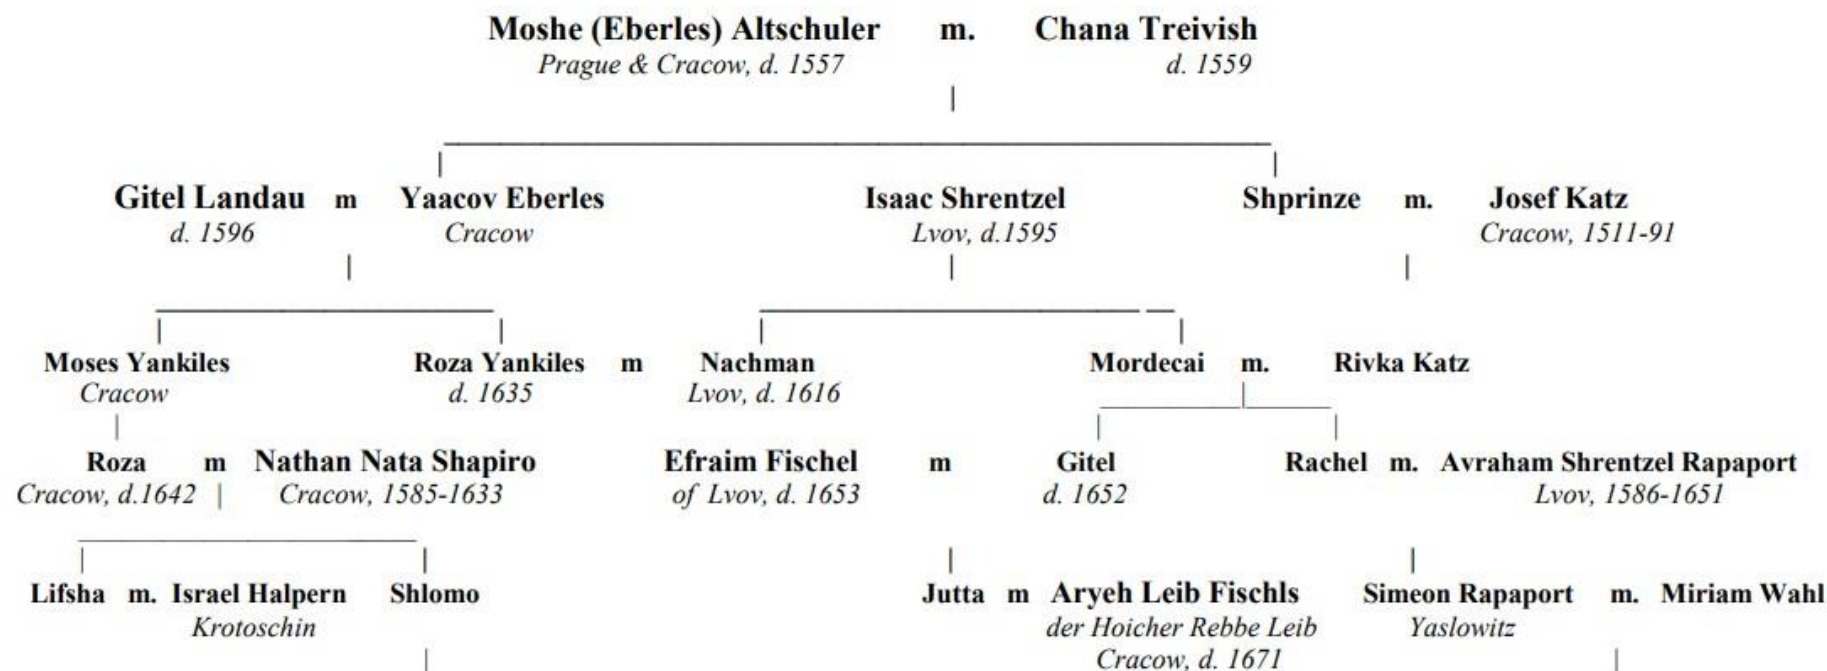 Moshe (Eberles) Altschuler m. Chana Treivish
Prague & Cracow, d. 1557 d. 1559
Gitel Landau m Yaacov Eberles Isaac Shrentzel Shprinze m. Josef Katz
d. 1596 Cracow Lvov, d.1595 Cracow, 1511-91
Moses Yankiles Roza Yankiles m Nachman Mordecai m. Rivka Katz
Cracow d. 1635 Lvov, d. 1616
Roza m Nathan Nata Shapiro Efraim Fischel m Gitel Rachel m. Avraham Shrentzel Rapaport
Cracow, d.1642 Cracow, 1585-1633 of Lvov, d. 1653 d. 1652 Lvov, 1586-1651
Lifsha m. Israel Halpern Shlomo Jutta m Aryeh Leib Fischls Simeon Rapaport m. Miriam Wahl
Krotoschin der Hoicher Rebbe Leib Yaslowitz
Cracow, d. 1671